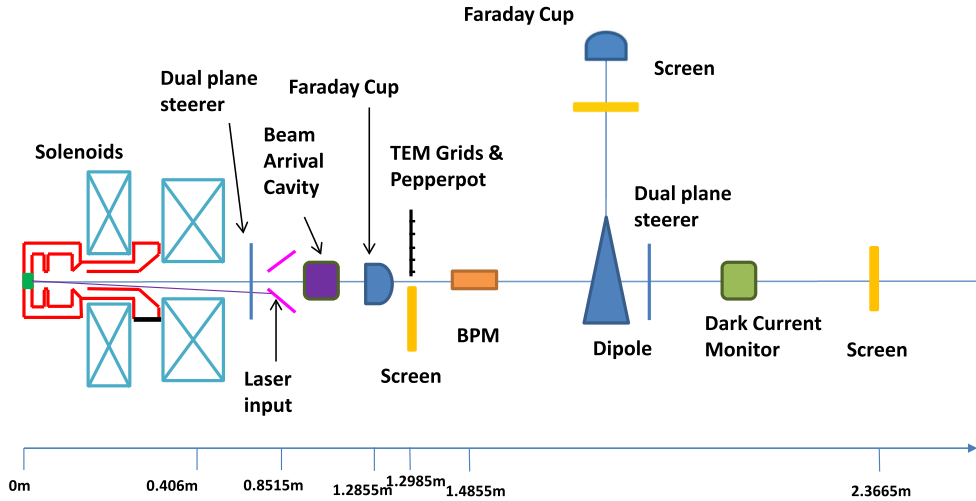 Faraday Cup
Screen
Dual plane
steerer
Faraday Cup
Beam
Arrival
Cavity
Solenoids
TEM Grids &
Pepperpot
Dual plane
steerer
BPM
Dipole
Dark Current
Monitor
Screen
Screen
Laser
input
0m
0.406m
0.8515m
1.2855m
1.2985m
1.4855m
2.3665m